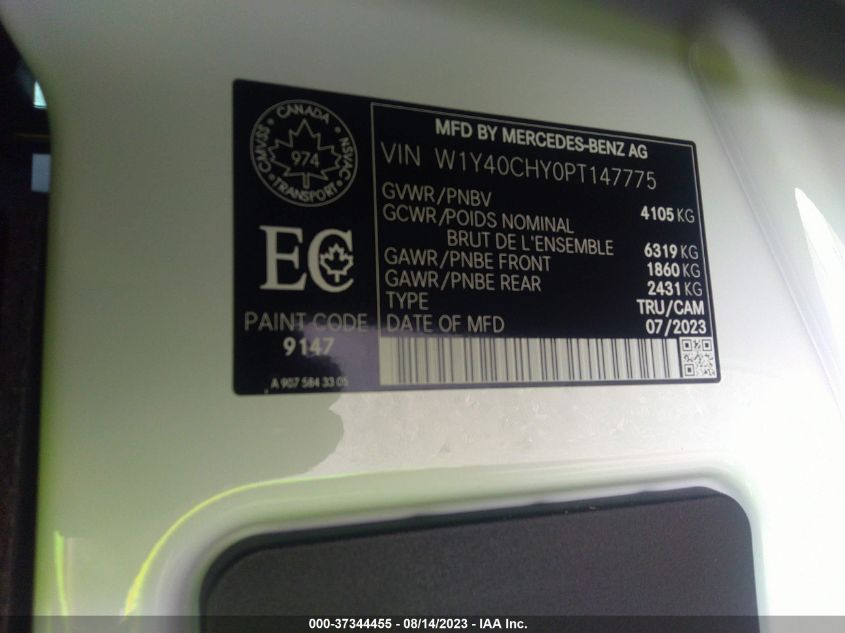 CANADA
CMVSS
974
NSVAC
TRANSPORT
EC
PAINT CODE
9147
A 907 584 33 05
MFD BY MERCEDES-BENZ AG
VIN W1Y40CHY0PT147775
GVWR/PNBV 4105 KG
GCWR/POIDS NOMINAL
BRUT DE L'ENSEMBLE 6319 KG
GAWR/PNBE FRONT 1860 KG
GAWR/PNBE REAR 2431 KG
TYPE TRU/CAM
DATE OF MFD 07/2023
000-37344455 - 08/14/2023 - IAA Inc.